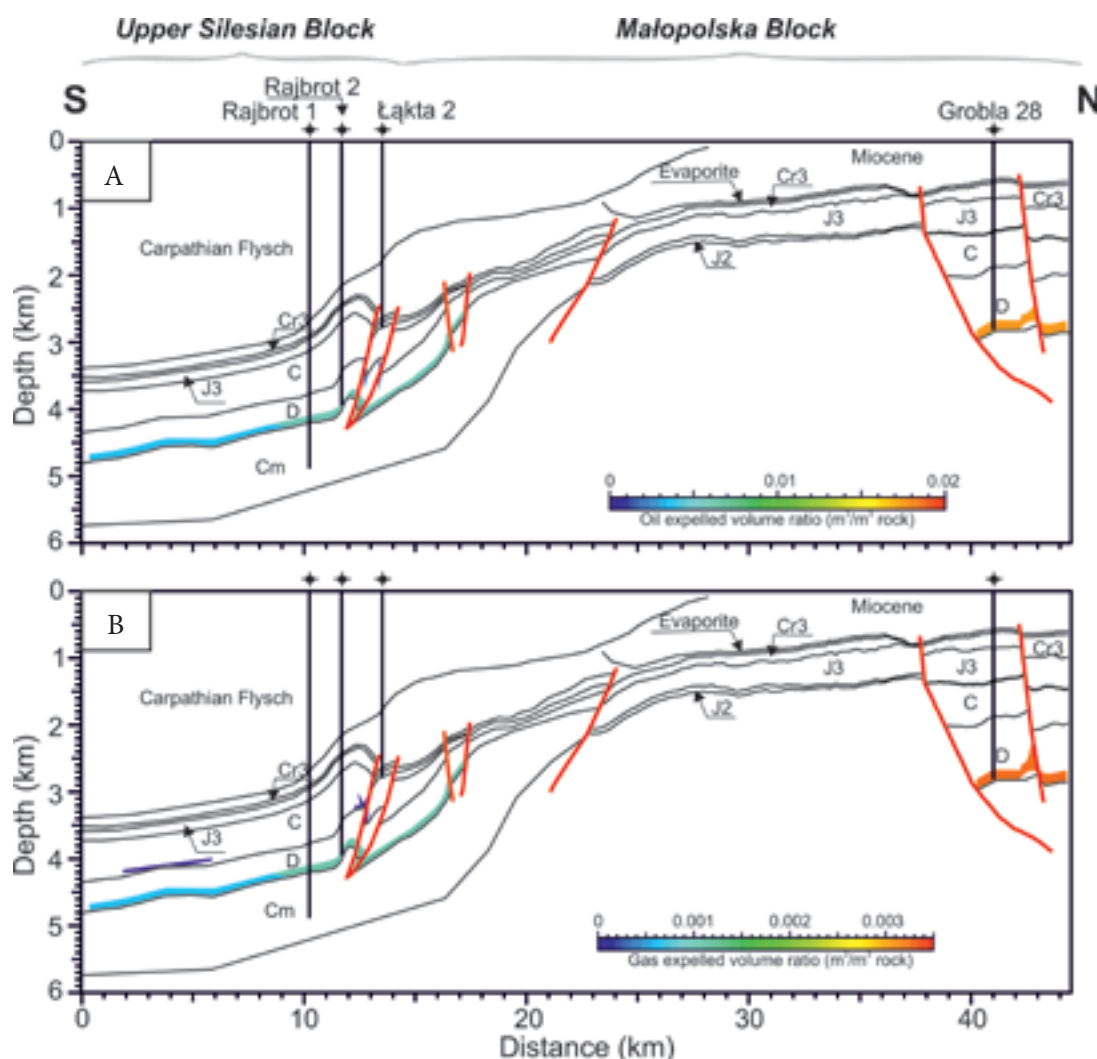 Upper Silesian Block Małopolska Block
Rajbrot 2
S Rajbrot 1 Łąkta 2 Grobla 28 N
0
A
Miocene
Evaporite Cr3
1
Cr3
J3 J3
Carpathian Flysch
J2 C
2
Cr3
D
3
C
J3
4
D
Cm
0 0.01 0.02
5
Oil expelled volume ratio (m³/m³ rock)
6
Depth (km)
0
B
Miocene
Evaporite Cr3
1
Cr3
J3 J3
Carpathian Flysch
J2 C
2
Cr3
D
3
C
J3
4
D
Cm
0 0.001 0.002 0.003
5
Gas expelled volume ratio (m³/m³ rock)
6
Depth (km)
0 10 20 30 40
Distance (km)